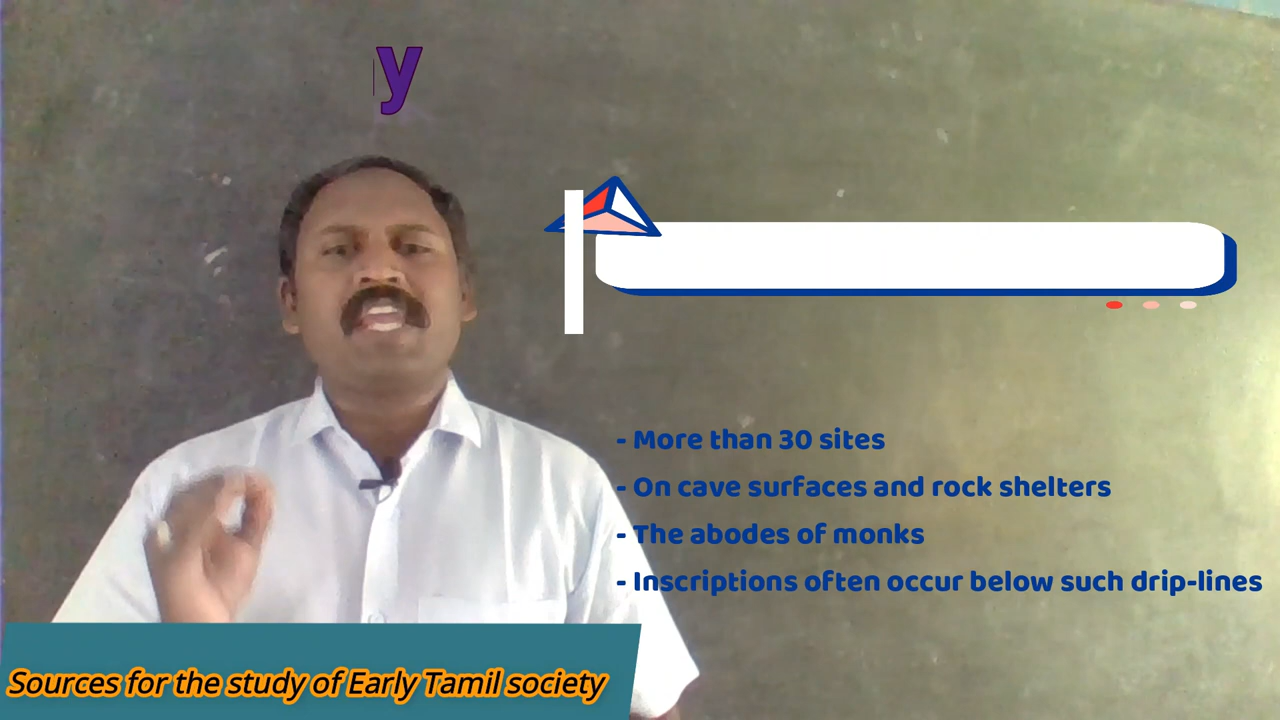 y
- More than 30 sites
- On cave surfaces and rock shelters
- The abodes of monks
- Inscriptions often occur below such drip-lines
Sources for the study of Early Tamil society